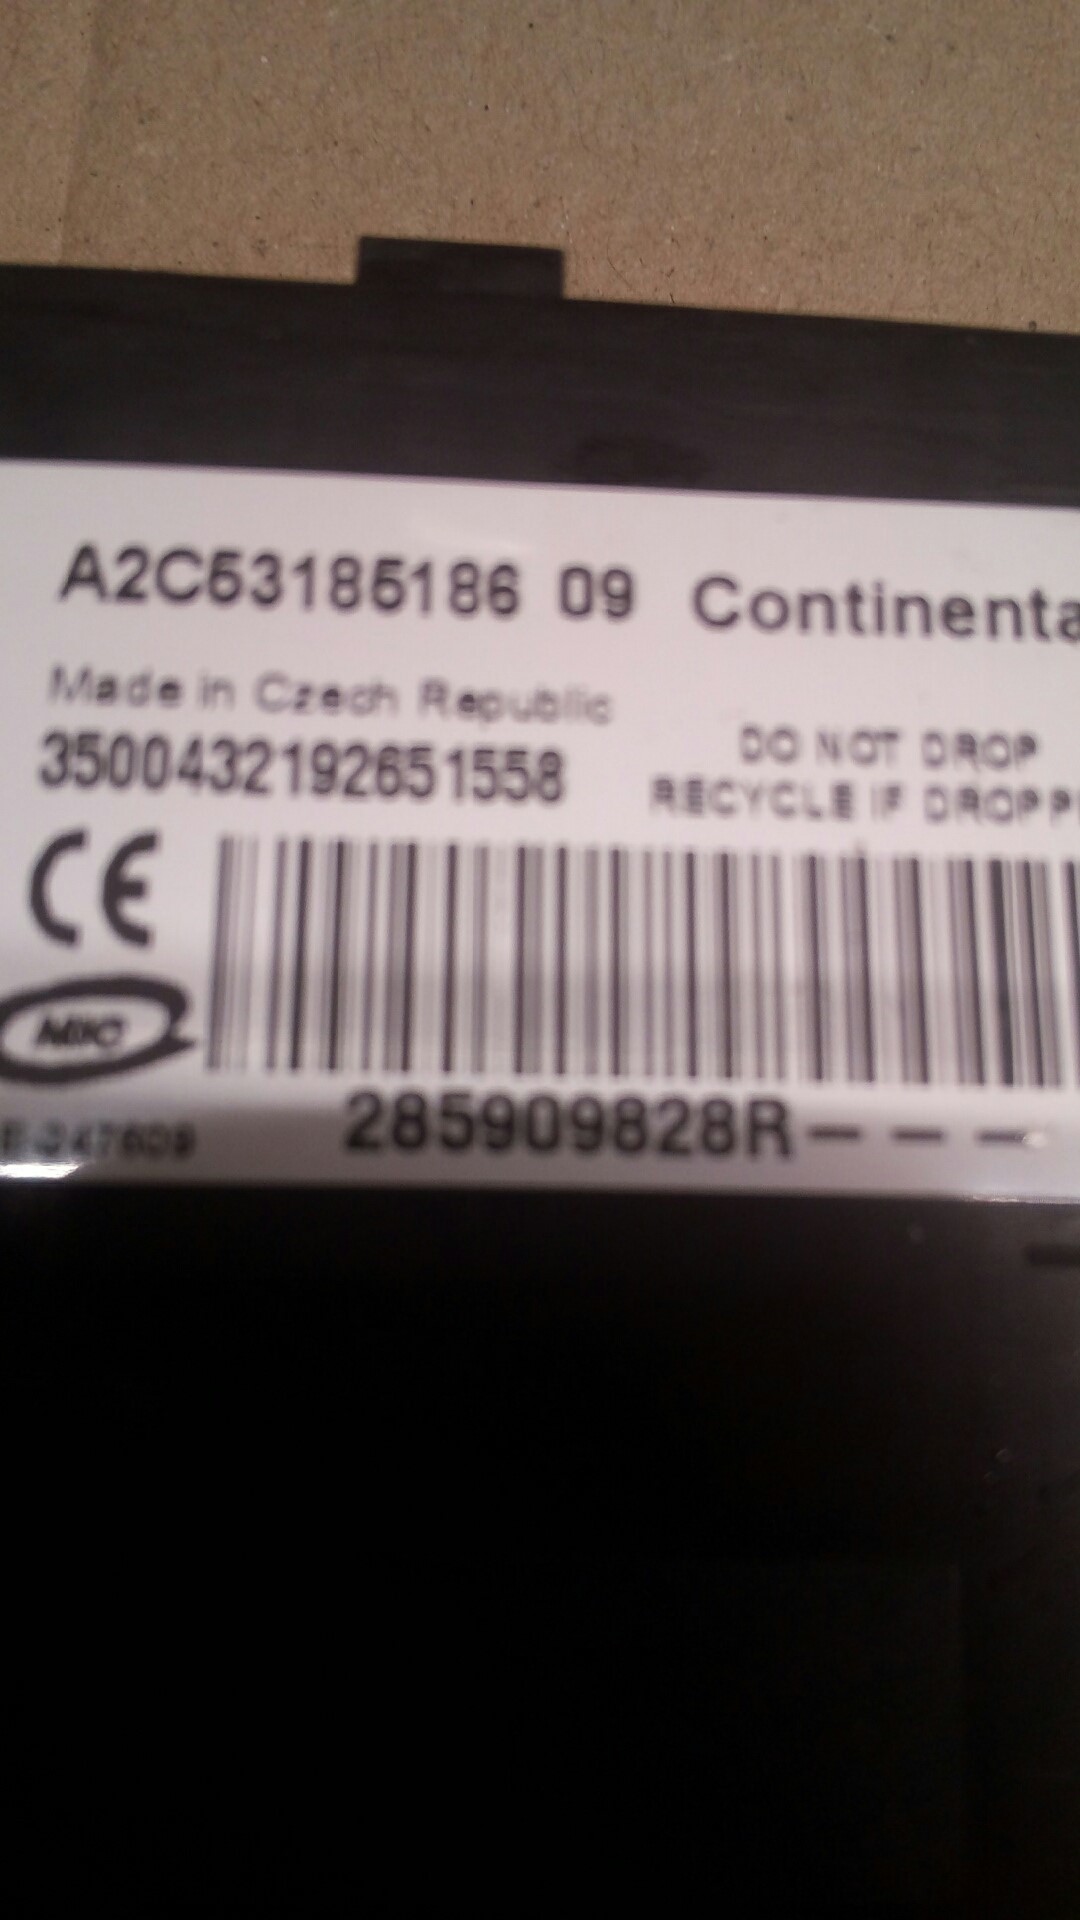 A2C53185186 09 Continenta
Made in Czech Republic
3500432192651558
DO NOT DROP
RECYCLE IF DROPP
CE
285909828R- - -